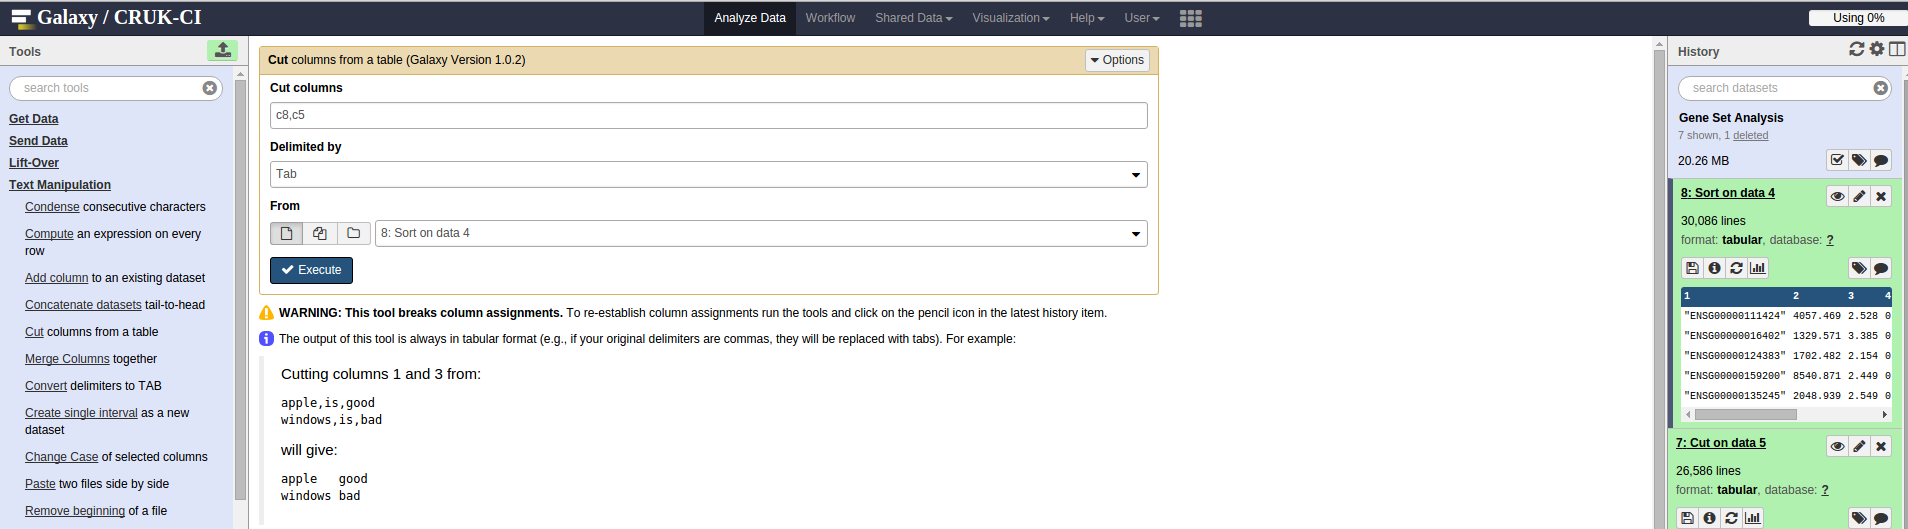 Galaxy / CRUK-CI
Analyze Data
Workflow
Shared Data
Visualization
Help
User
Using 0%
Tools
search tools
Get Data
Send Data
Lift-Over
Text Manipulation
Condense consecutive characters
Compute an expression on every
row
Add column to an existing dataset
Concatenate datasets tail-to-head
Cut columns from a table
Merge Columns together
Convert delimiters to TAB
Create single interval as a new
dataset
Change Case of selected columns
Paste two files side by side
Remove beginning of a file
Cut columns from a table (Galaxy Version 1.0.2)
Options
Cut columns
c8,c5
Delimited by
Tab
From
8: Sort on data 4
Execute
WARNING: This tool breaks column assignments. To re-establish column assignments run the tools and click on the pencil icon in the latest history item.
The output of this tool is always in tabular format (e.g., if your original delimiters are commas, they will be replaced with tabs). For example:
Cutting columns 1 and 3 from:
apple,is,good
windows,is,bad
will give:
apple good
windows bad
History
search datasets
Gene Set Analysis
7 shown, 1 deleted
20.26 MB
8: Sort on data 4
30,086 lines
format: tabular, database: ?
1 2 3 4
"ENSG00000111424" 4057.469 2.528 0
"ENSG00000016402" 1329.571 3.385 0
"ENSG00000124383" 1702.482 2.154 0
"ENSG00000159200" 8540.871 2.449 0
"ENSG00000135245" 2048.939 2.549 0
7: Cut on data 5
26,586 lines
format: tabular, database: ?